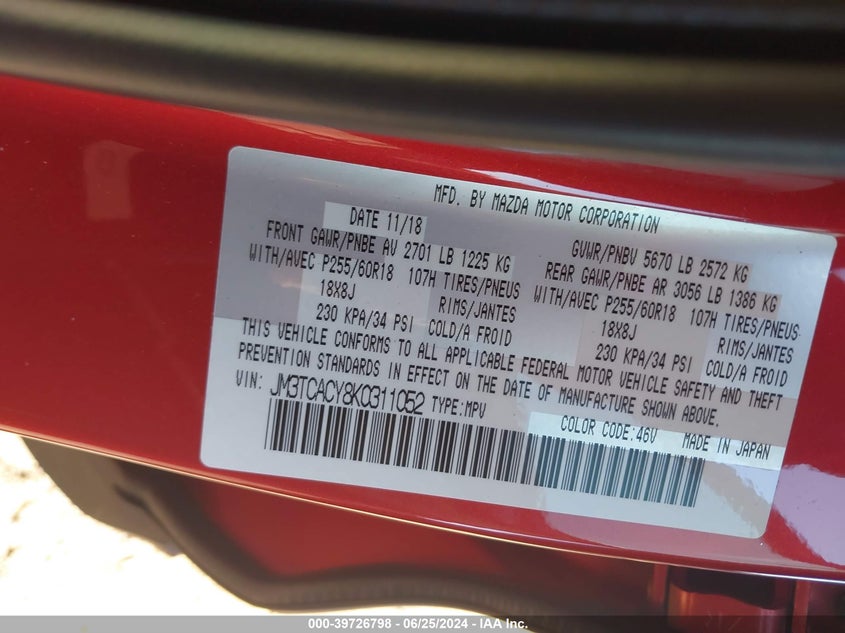 MFD. BY MAZDA MOTOR CORPORATION
DATE 11/18
GVWR/PNBV 5670 LB 2572 KG
FRONT GAWR/PNBE AV 2701 LB 1225 KG
REAR GAWR/PNBE AR 3056 LB 1386 KG
WITH/AVEC P255/60R18 107H TIRES/PNEUS
WITH/AVEC P255/60R18 107H TIRES/PNEUS
18X8J RIMS/JANTES
18X8J RIMS/JANTES
230 KPA/34 PSI COLD/A FROID
230 KPA/34 PSI COLD/A FROID
THIS VEHICLE CONFORMS TO ALL APPLICABLE FEDERAL MOTOR VEHICLE SAFETY AND THEFT
PREVENTION STANDARDS IN EFFECT ON THE DATE OF MANUFACTURE SHOWN ABOVE.
VIN: JM3TCACY8K0311052 TYPE:MPV
COLOR CODE:46V MADE IN JAPAN
000-39726798 - 06/25/2024 - IAA Inc.